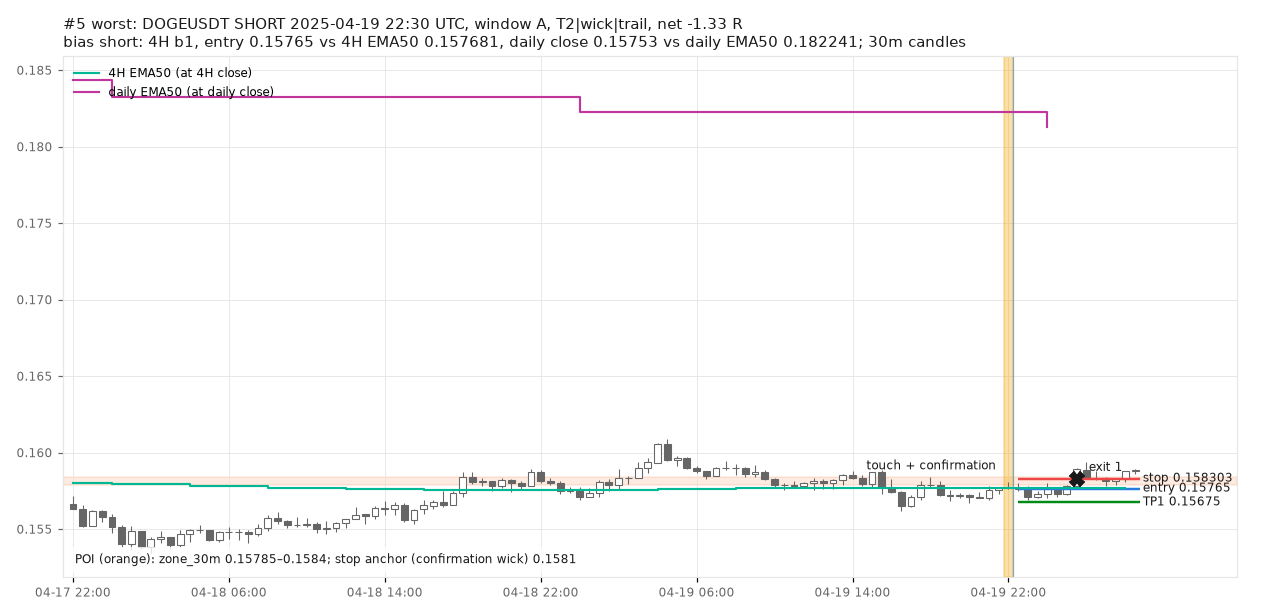 #5 worst: DOGEUSDT SHORT 2025-04-19 22:30 UTC, window A, T2|wick|trail, net -1.33 R
bias short: 4H b1, entry 0.15765 vs 4H EMA50 0.157681, daily close 0.15753 vs daily EMA50 0.182241; 30m candles
4H EMA50 (at 4H close)
daily EMA50 (at daily close)
0.185
0.180
0.175
0.170
0.165
0.160
0.155
touch + confirmation
exit 1
stop 0.158303
entry 0.15765
TP1 0.15675
POI (orange): zone_30m 0.15785–0.1584; stop anchor (confirmation wick) 0.1581
04-17 22:00
04-18 06:00
04-18 14:00
04-18 22:00
04-19 06:00
04-19 14:00
04-19 22:00